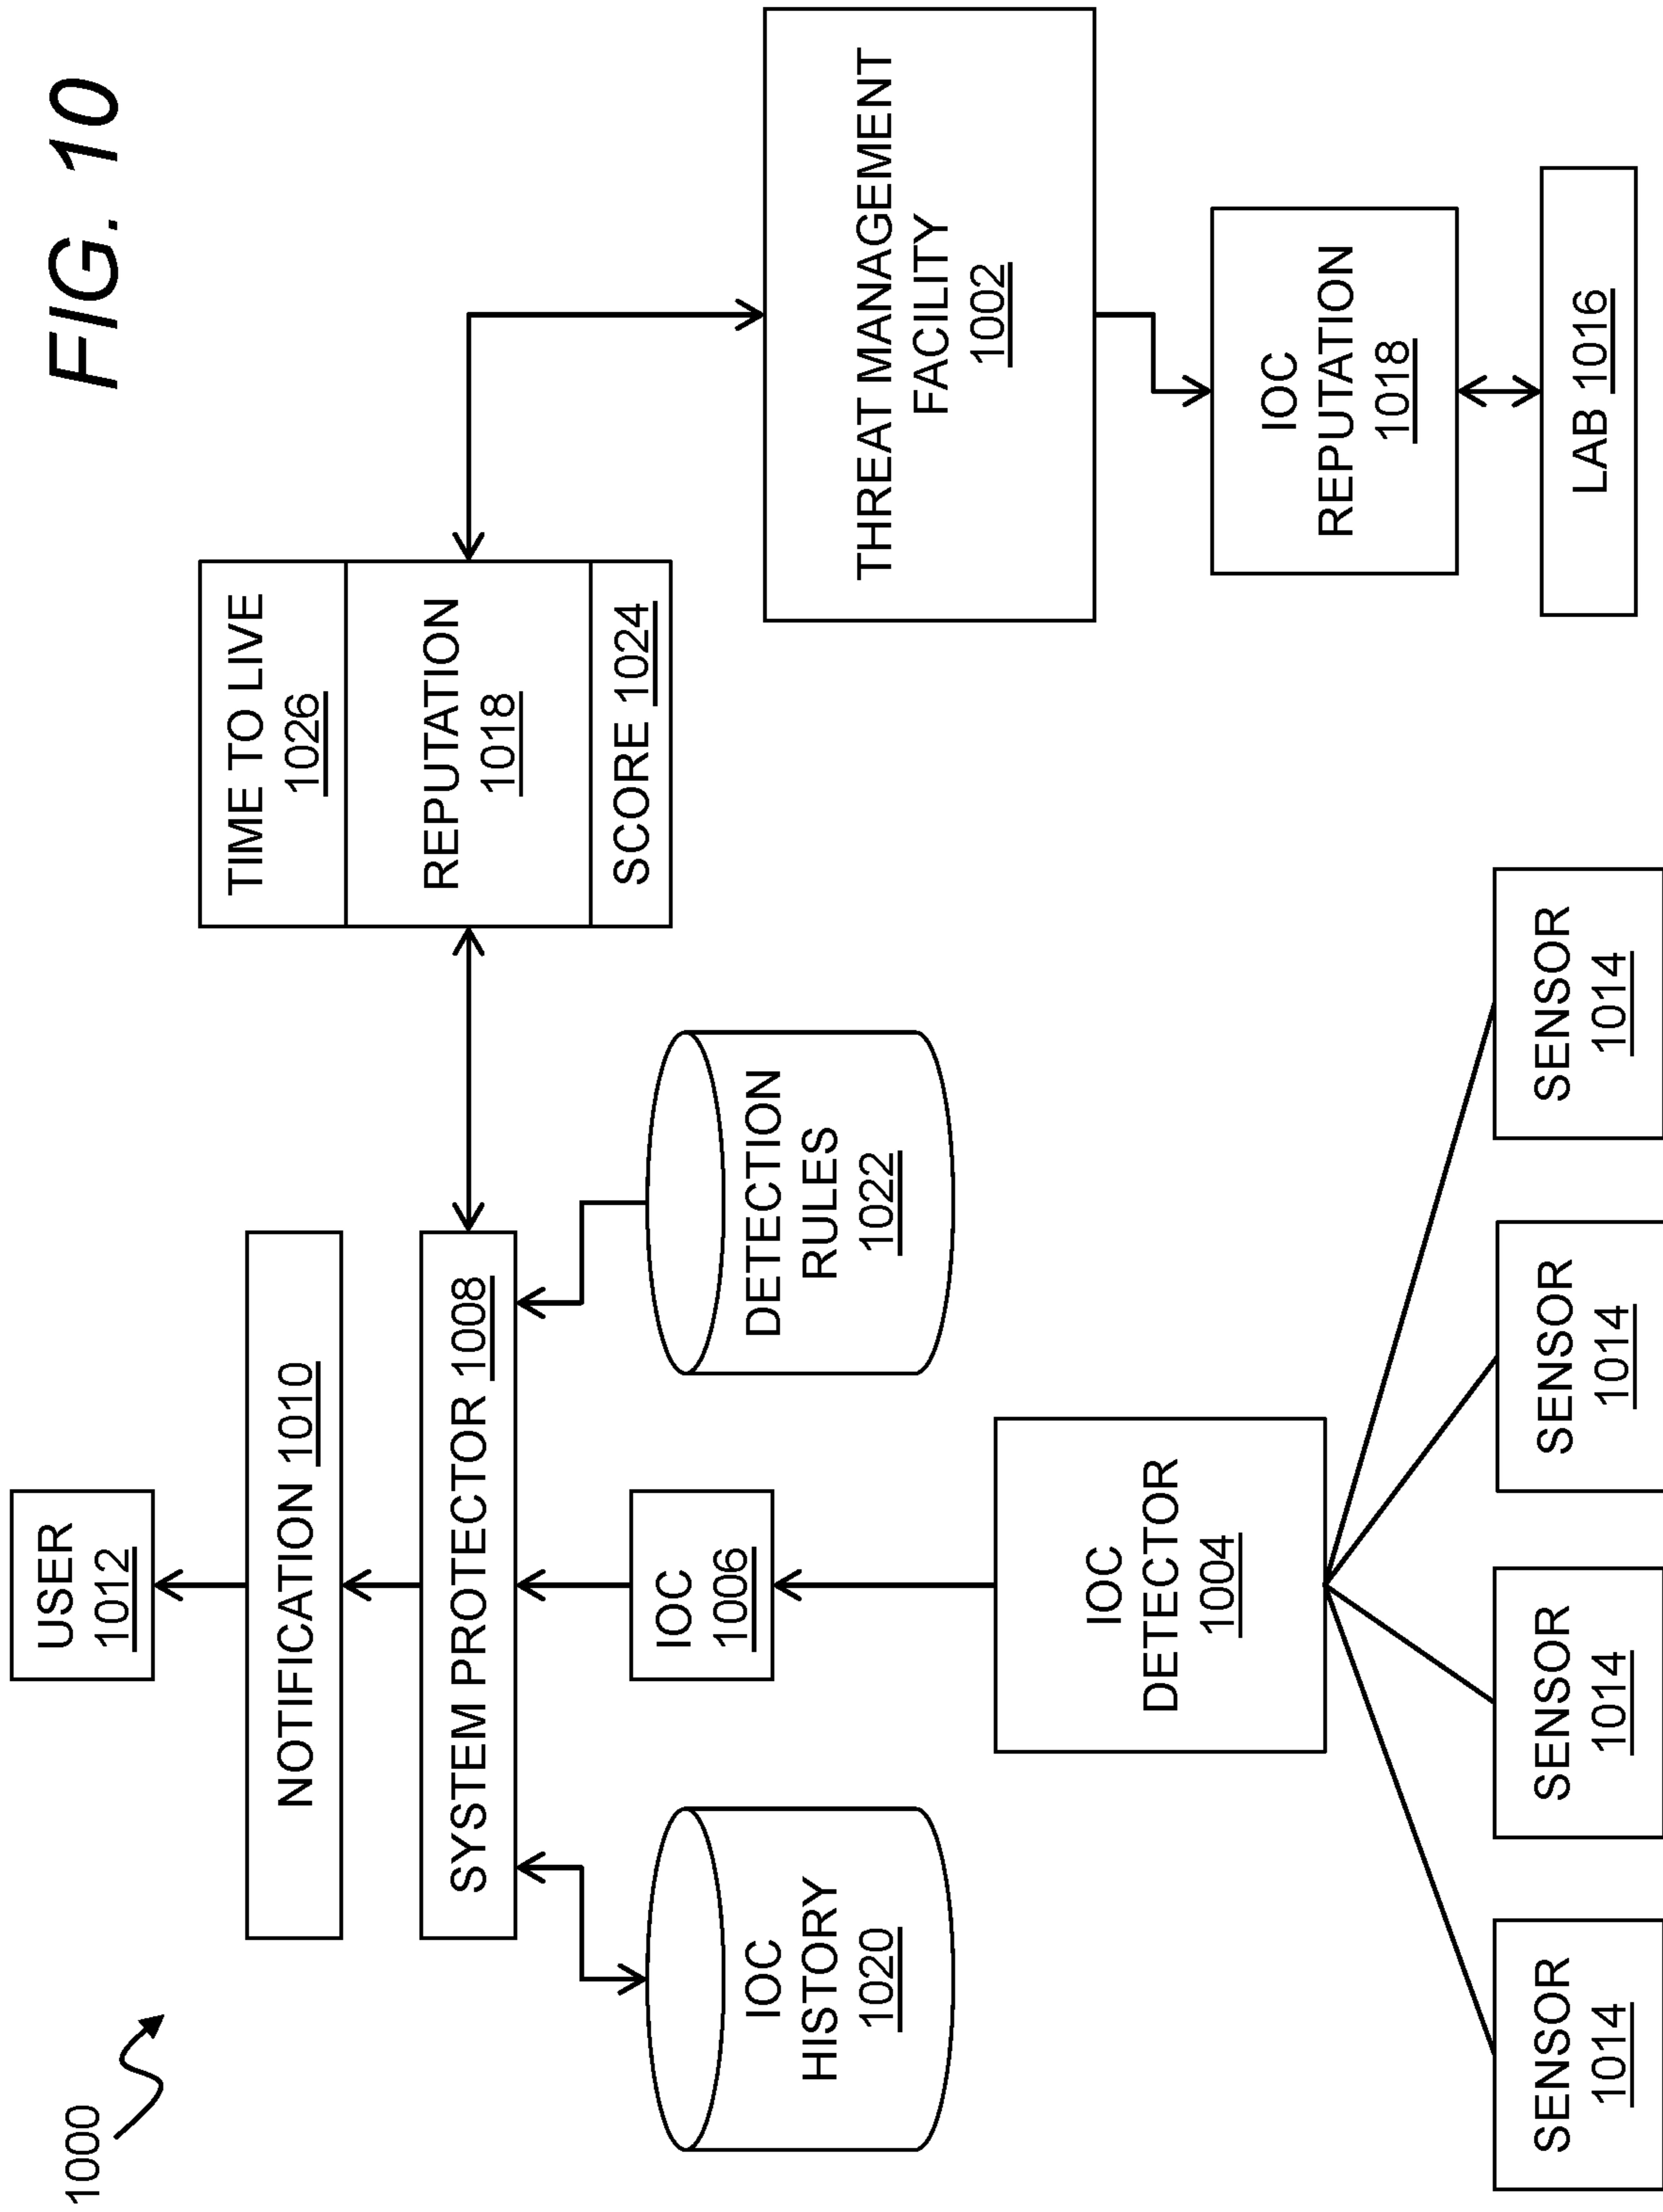 FIG. 10
1000
USER
1012
NOTIFICATION 1010
SYSTEM PROTECTOR 1008
TIME TO LIVE
1026
REPUTATION
1018
SCORE 1024
IOC
1006
IOC
HISTORY
1020
DETECTION
RULES
1022
THREAT MANAGEMENT
FACILITY
1002
IOC
DETECTOR
1004
IOC
REPUTATION
1018
SENSOR
1014
SENSOR
1014
SENSOR
1014
SENSOR
1014
LAB 1016